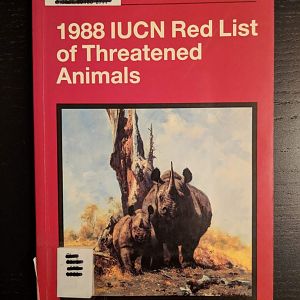 1988 IUCN Red List
of Threatened
Animals